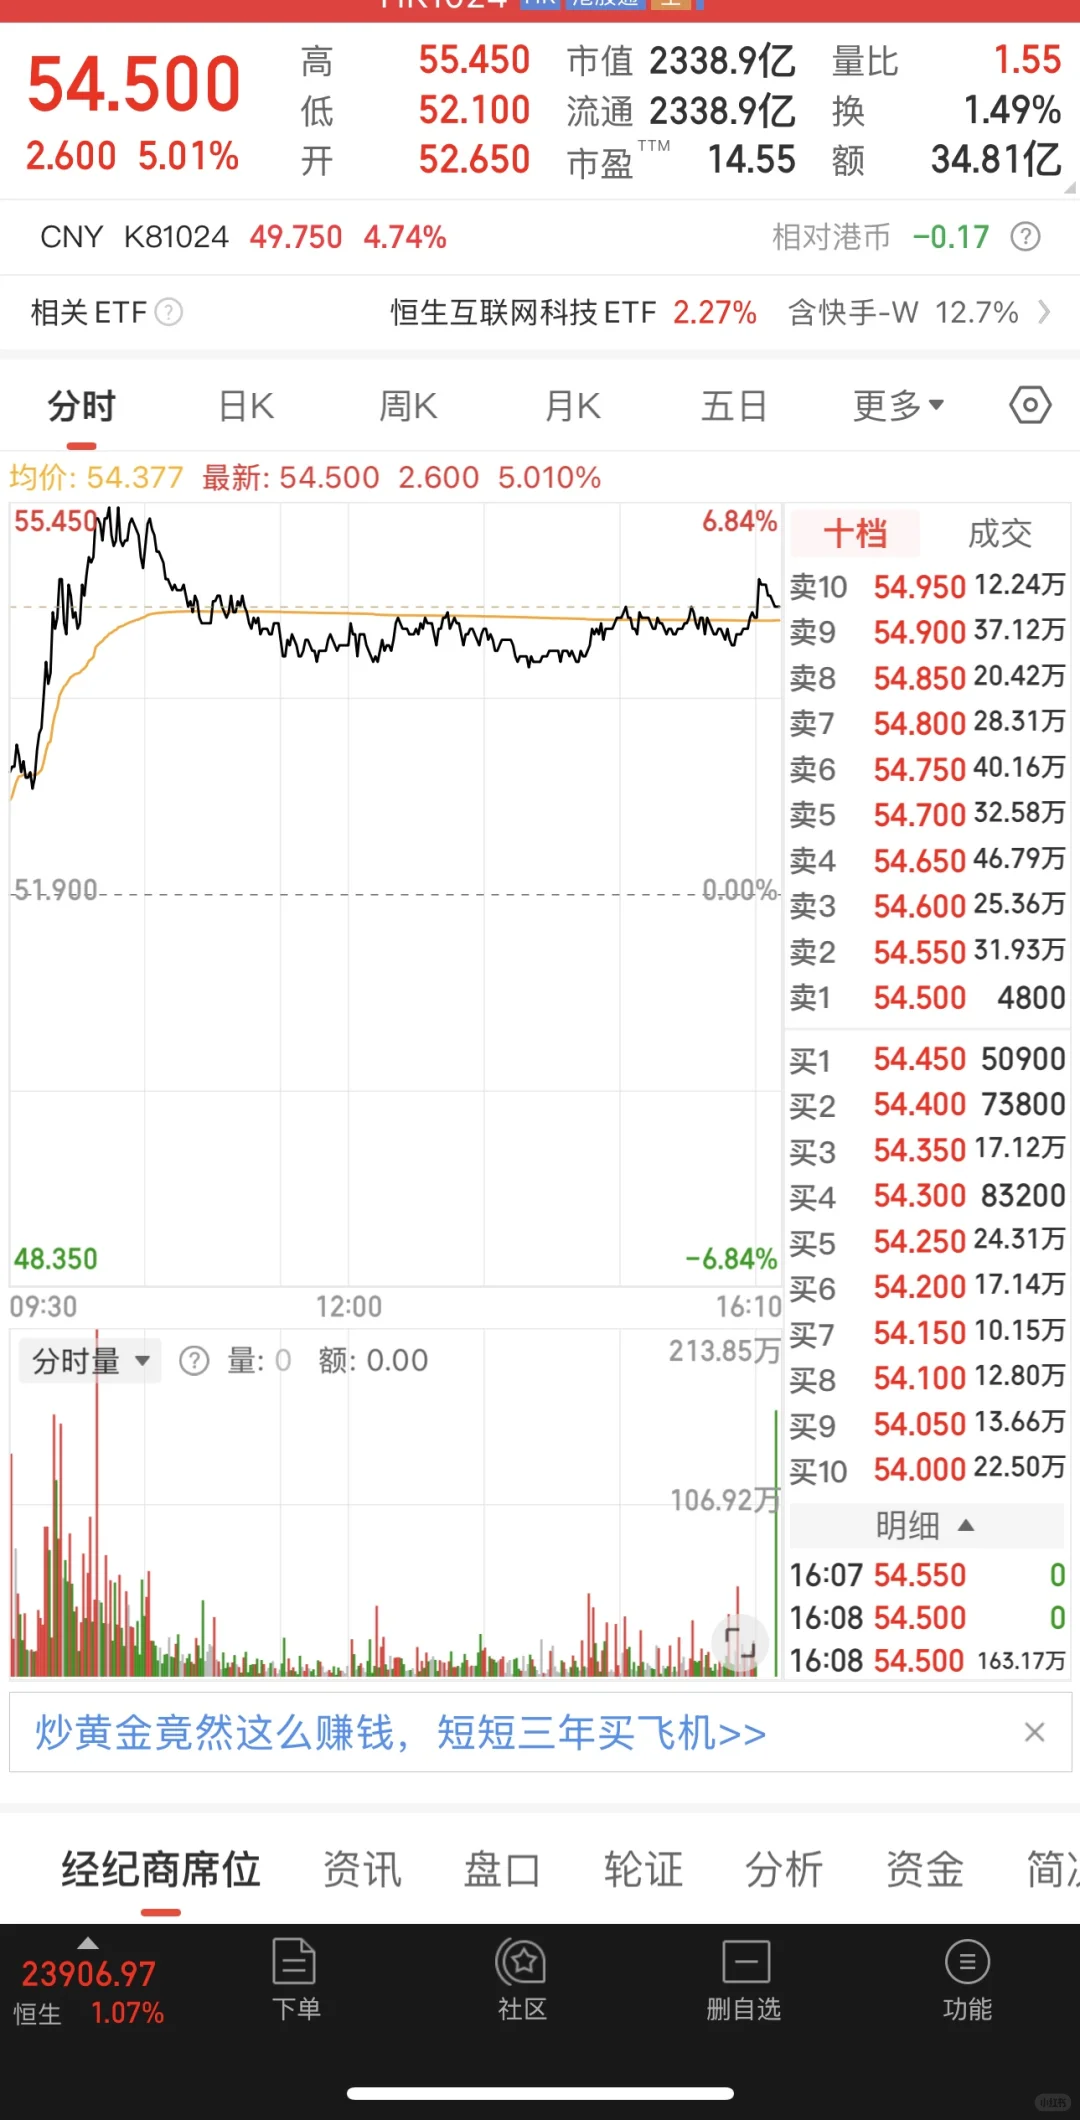 HK1024 HK 港股通
54.500 高 55.450 市值 2338.9亿 量比 1.55
低 52.100 流通 2338.9亿 换 1.49%
2.600 5.01% 开 52.650 市盈TTM 14.55 额 34.81亿
CNY K81024 49.750 4.74% 相对港币 -0.17 ?
相关ETF ? 恒生互联网科技ETF 2.27% 含快手-W 12.7% >
分时 日K 周K 月K 五日 更多
均价: 54.377 最新: 54.500 2.600 5.010%
55.450 6.84%
51.900 0.00%
48.350 -6.84%
09:30 12:00 16:10
分时量 ? 量: 0 额: 0.00 213.85万
106.92万
十档 成交
卖10 54.950 12.24万
卖9 54.900 37.12万
卖8 54.850 20.42万
卖7 54.800 28.31万
卖6 54.750 40.16万
卖5 54.700 32.58万
卖4 54.650 46.79万
卖3 54.600 25.36万
卖2 54.550 31.93万
卖1 54.500 4800
买1 54.450 50900
买2 54.400 73800
买3 54.350 17.12万
买4 54.300 83200
买5 54.250 24.31万
买6 54.200 17.14万
买7 54.150 10.15万
买8 54.100 12.80万
买9 54.050 13.66万
买10 54.000 22.50万
明细
16:07 54.550 0
16:08 54.500 0
16:08 54.500 163.17万
炒黄金竟然这么赚钱，短短三年买飞机>> ×
经纪商席位 资讯 盘口 轮证 分析 资金 简
23906.97
恒生 1.07% 下单 社区 删自选 功能
小红书